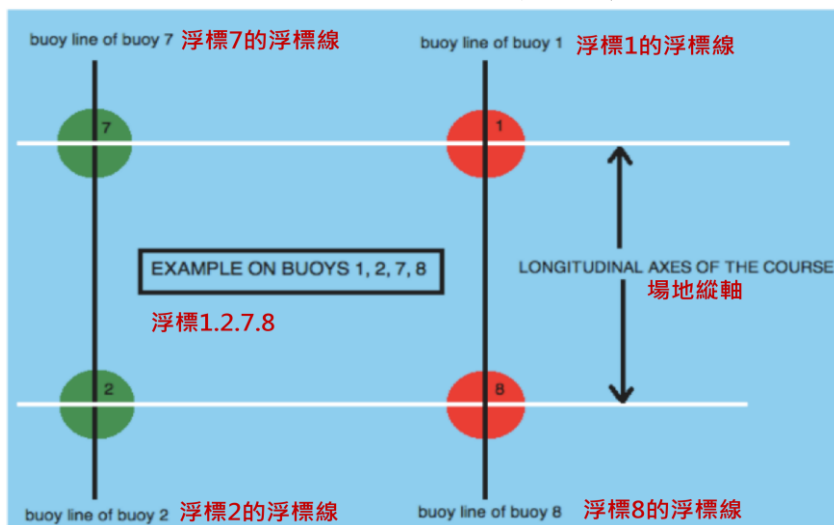 buoy line of buoy 7 浮標7的浮標線
buoy line of buoy 1 浮標1的浮標線
7
1
EXAMPLE ON BUOYS 1, 2, 7, 8
LONGITUDINAL AXES OF THE COURSE
場地縱軸
浮標1.2.7.8
2
8
buoy line of buoy 2 浮標2的浮標線
buoy line of buoy 8 浮標8的浮標線